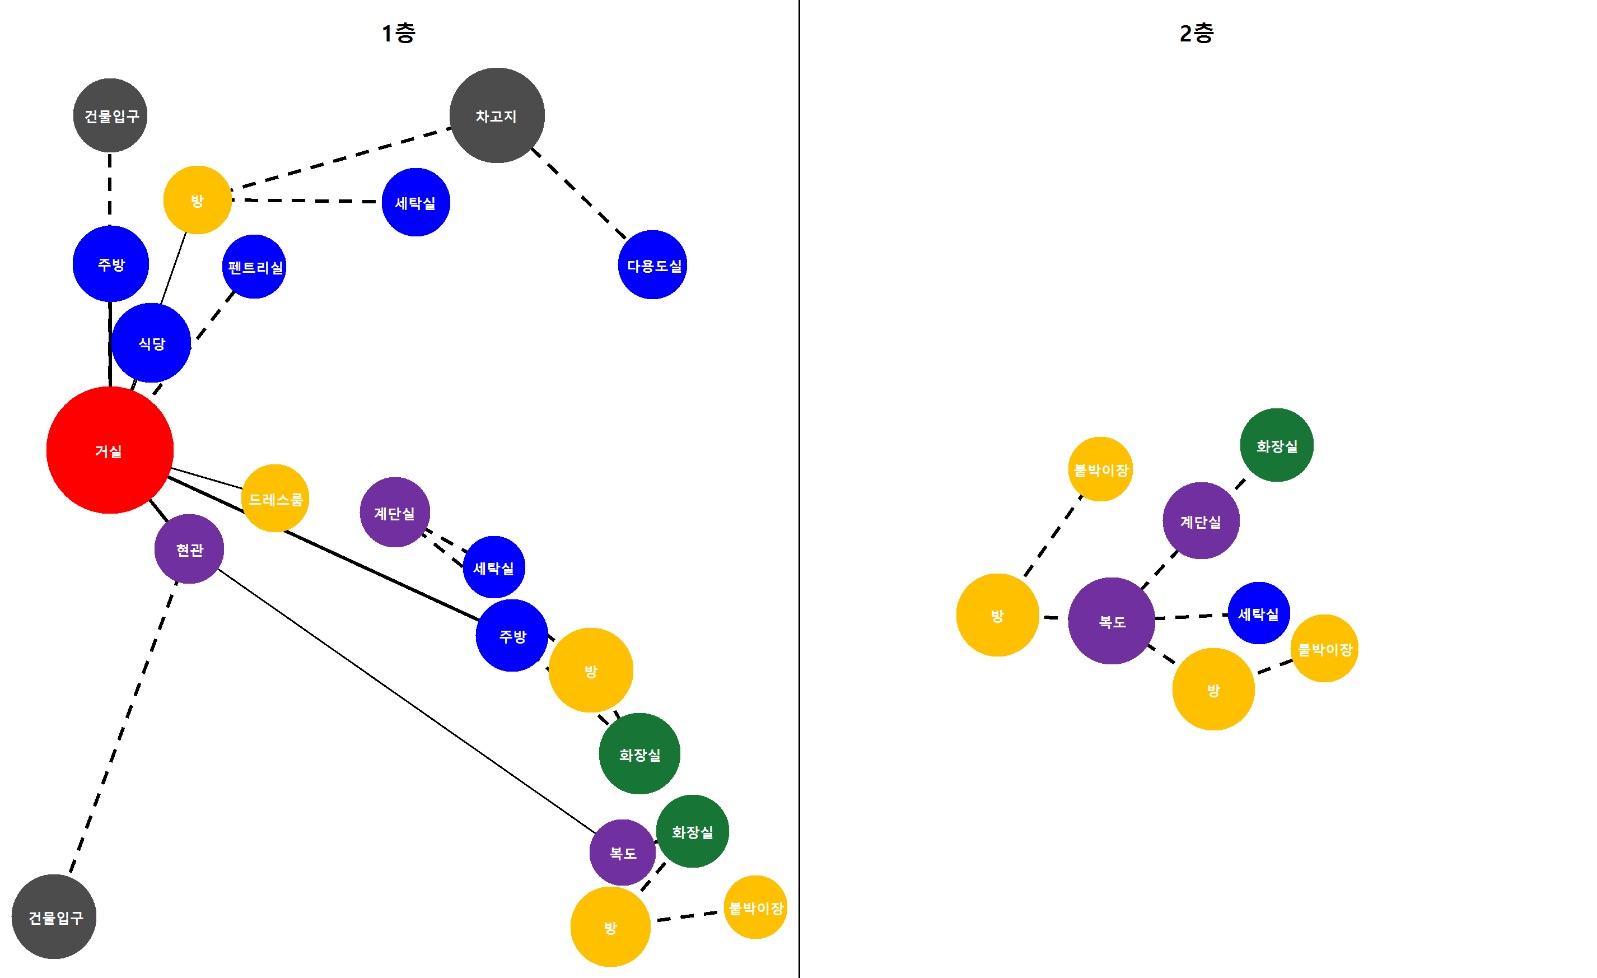 1층
건물입구
차고지
방
세탁실
주방
펜트리실
다용도실
식당
거실
드레스룸
계단실
현관
세탁실
주방
방
화장실
화장실
복도
붙박이장
건물입구
방
2층
화장실
붙박이장
계단실
방
복도
세탁실
붙박이장
방